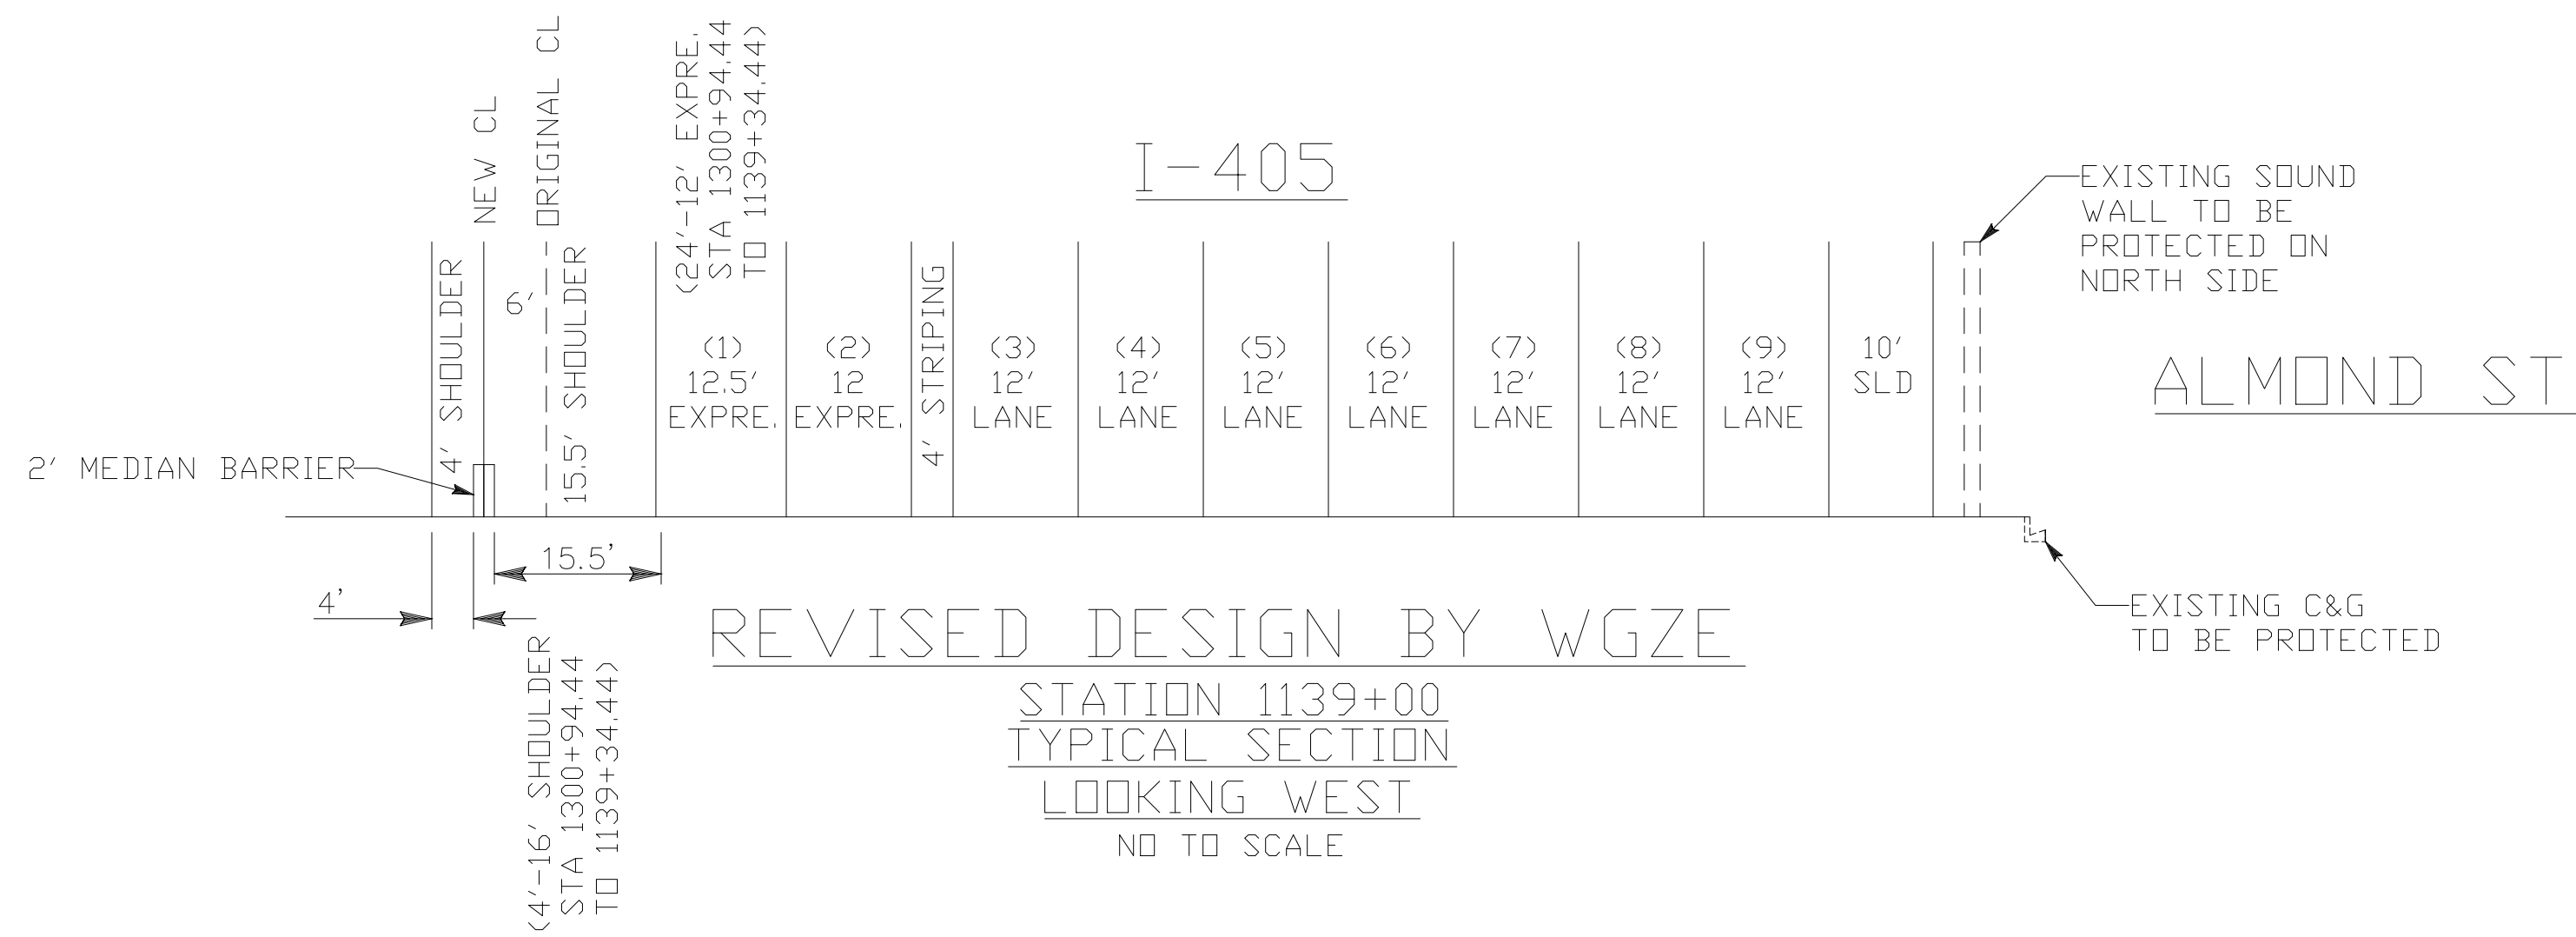 NEW CL
ORIGINAL CL
(24'-12' EXPRE.
STA 1300+94.44
TO 1139+34.44)
I-405
EXISTING SOUND
WALL TO BE
PROTECTED ON
NORTH SIDE
4' SHOULDER
6'
15.5' SHOULDER
(1)
12.5'
EXPRE.
(2)
12
EXPRE.
4' STRIPING
(3)
12'
LANE
(4)
12'
LANE
(5)
12'
LANE
(6)
12'
LANE
(7)
12'
LANE
(8)
12'
LANE
(9)
12'
LANE
10'
SLD
ALMOND ST
2' MEDIAN BARRIER
15.5'
4'
(4'-16' SHOULDER
STA 1300+94.44
TO 1139+34.44)
EXISTING C&G
TO BE PROTECTED
REVISED DESIGN BY WGZE
STATION 1139+00
TYPICAL SECTION
LOOKING WEST
NO TO SCALE